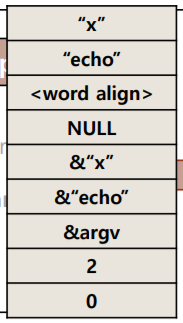 “x”
“echo”
<word align>
NULL
&“x”
&“echo”
&argv
2
0